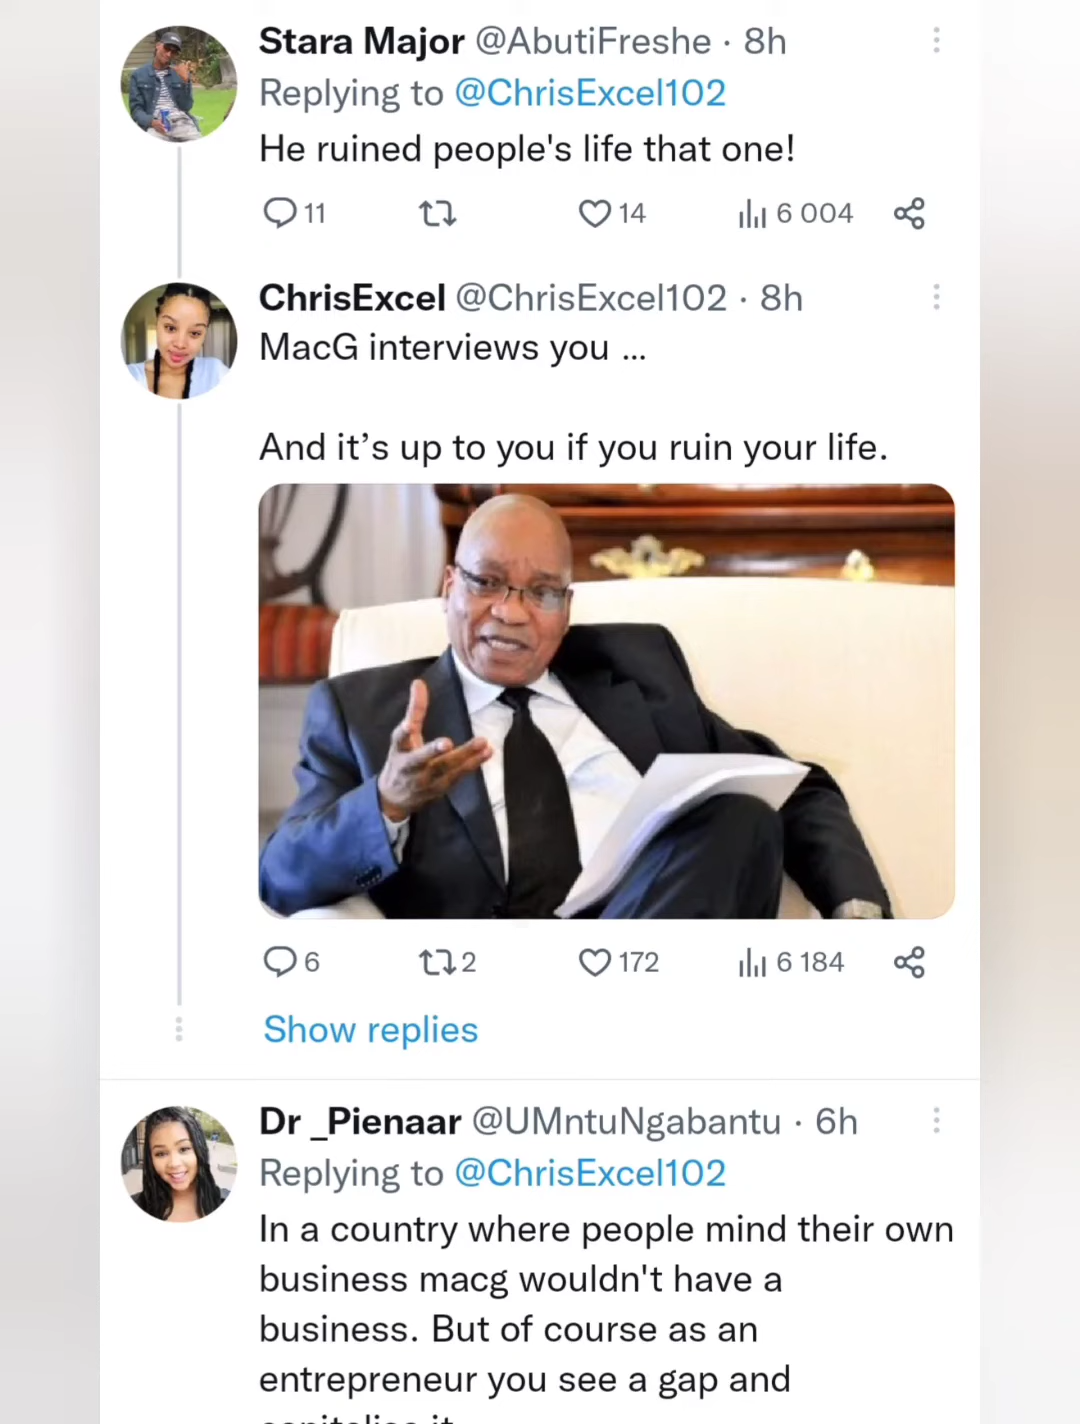 Stara Major @AbutiFreshe · 8h
Replying to @ChrisExcel102
He ruined people's life that one!
11 14 6 004
ChrisExcel @ChrisExcel102 · 8h
MacG interviews you ...
And it’s up to you if you ruin your life.
6 2 172 6 184
Show replies
Dr _Pienaar @UMntuNgabantu · 6h
Replying to @ChrisExcel102
In a country where people mind their own
business macg wouldn't have a
business. But of course as an
entrepreneur you see a gap and